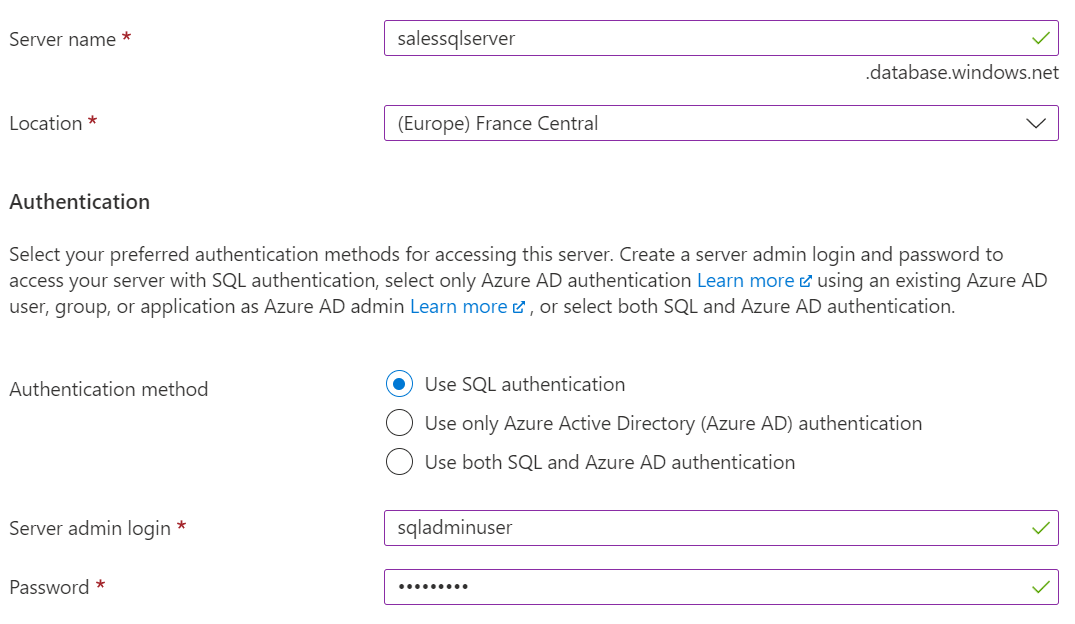 Server name *
salessqlserver
.database.windows.net
Location *
(Europe) France Central
Authentication
Select your preferred authentication methods for accessing this server. Create a server admin login and password to
access your server with SQL authentication, select only Azure AD authentication Learn more using an existing Azure AD
user, group, or application as Azure AD admin Learn more , or select both SQL and Azure AD authentication.
Authentication method
Use SQL authentication
Use only Azure Active Directory (Azure AD) authentication
Use both SQL and Azure AD authentication
Server admin login *
sqladminuser
Password *
•••••••••